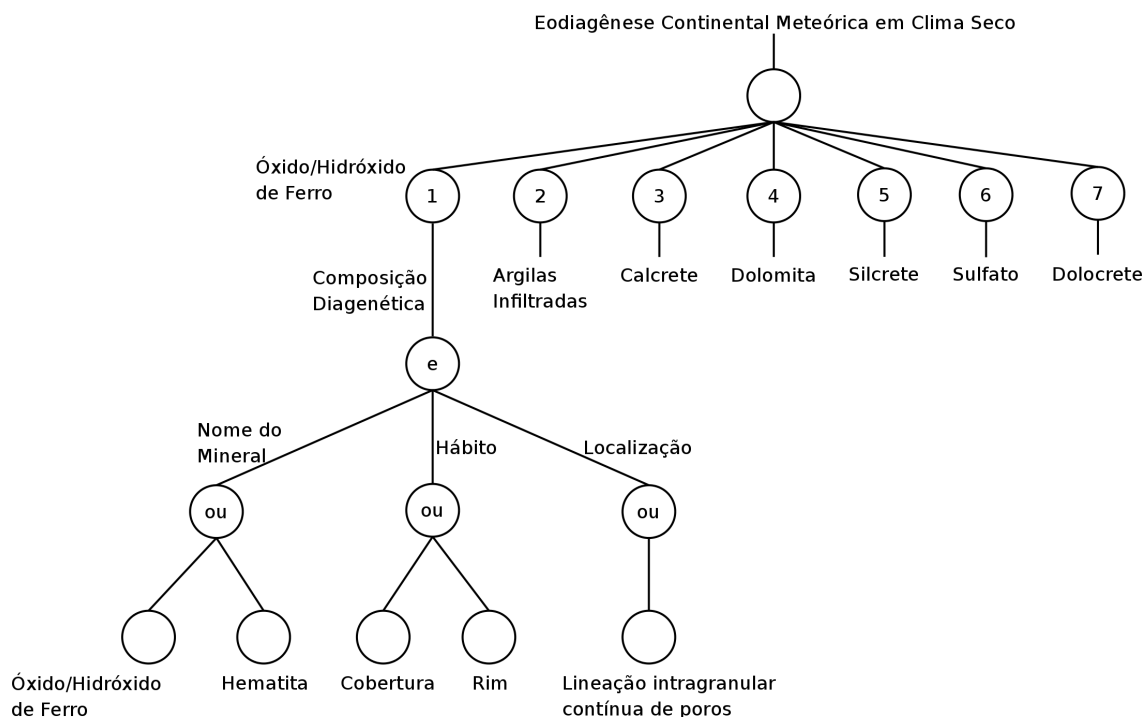 Eodiagênese Continental Meteórica em Clima Seco
Óxido/Hidróxido
de Ferro
1
2
3
4
5
6
7
Composição
Diagenética
Argilas
Infiltradas
Calcrete
Dolomita
Silcrete
Sulfato
Dolocrete
e
Nome do
Mineral
Hábito
Localização
ou
ou
ou
Óxido/Hidróxido
de Ferro
Hematita
Cobertura
Rim
Lineação intragranular
contínua de poros